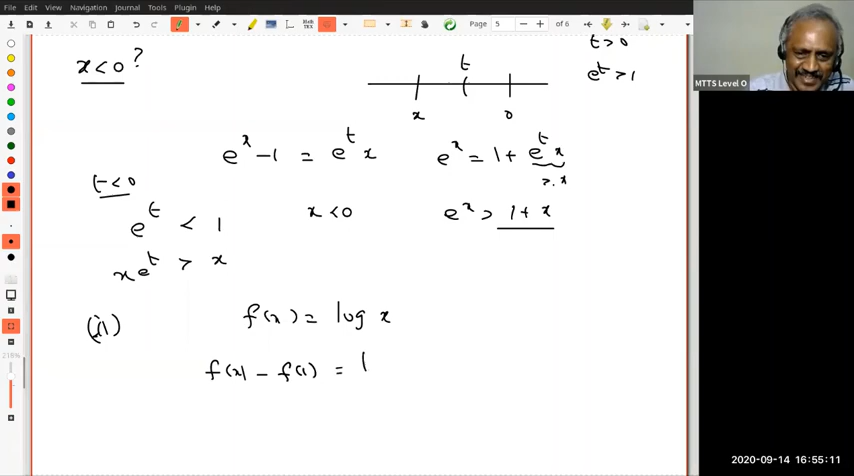 File Edit View Navigation Journal Tools Plugin Help
Page 5 of 6
x < 0 ?
t > 0
e^t > 1
t
x 0
e^x - 1 = e^t x
e^x = 1 + e^t x
> x
t < 0
e^t < 1
x < 0
e^x > 1 + x
x e^t > x
(ii) f(x) = log x
f(x) - f(1) = 1
218%
MTTS Level O
2020-09-14 16:55:11